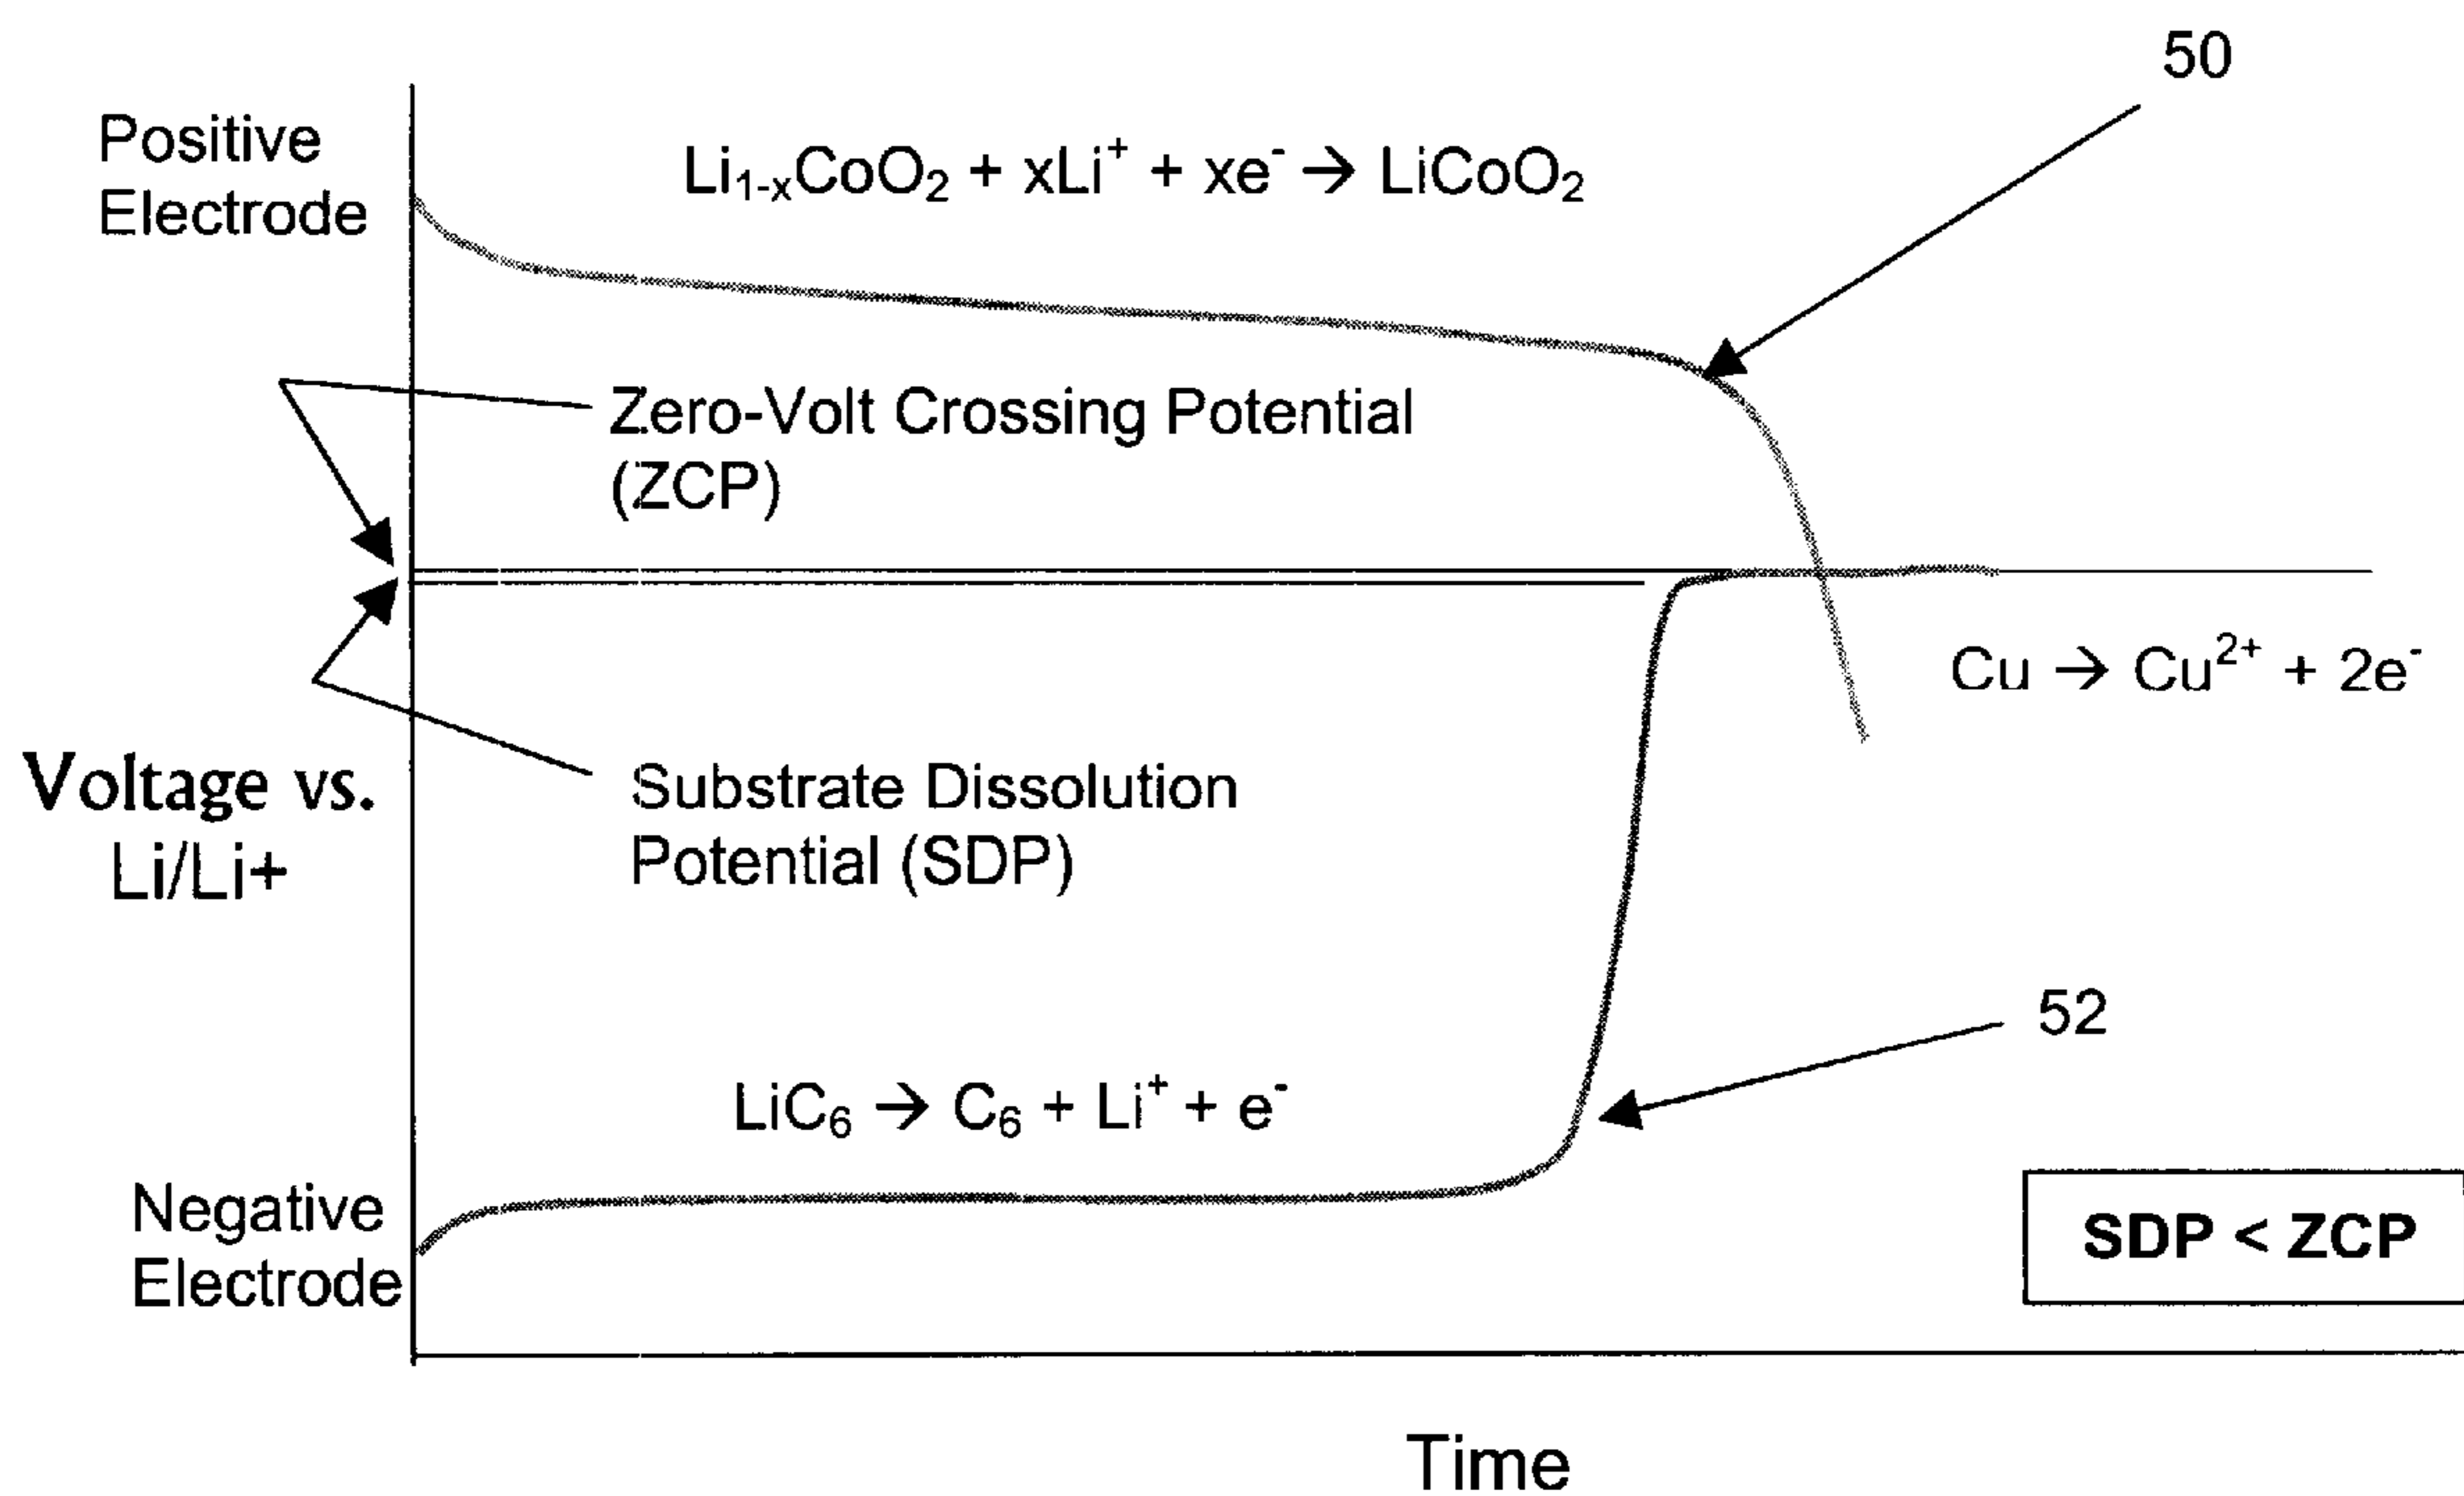 50
Positive
Electrode
Li₁₋ₓCoO₂ + xLi⁺ + xe⁻ → LiCoO₂
Zero-Volt Crossing Potential
(ZCP)
Cu → Cu²⁺ + 2e⁻
Substrate Dissolution
Potential (SDP)
Voltage vs.
Li/Li+
52
LiC₆ → C₆ + Li⁺ + e⁻
Negative
Electrode
SDP < ZCP
Time